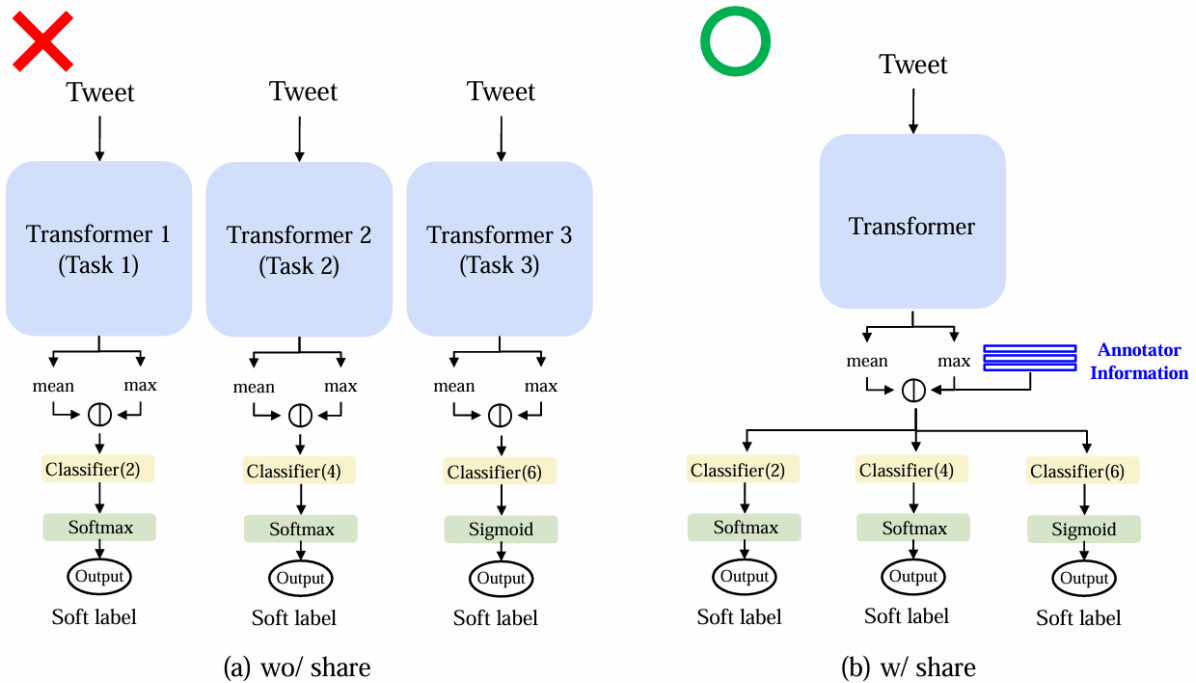 Tweet
Tweet
Tweet
Transformer 1
(Task 1)
Transformer 2
(Task 2)
Transformer 3
(Task 3)
mean
max
mean
max
mean
max
Classifier(2)
Classifier(4)
Classifier(6)
Softmax
Softmax
Sigmoid
Output
Output
Output
Soft label
Soft label
Soft label
(a) wo/ share
Tweet
Transformer
mean
max
Annotator
Information
Classifier(2)
Classifier(4)
Classifier(6)
Softmax
Softmax
Sigmoid
Output
Output
Output
Soft label
Soft label
Soft label
(b) w/ share